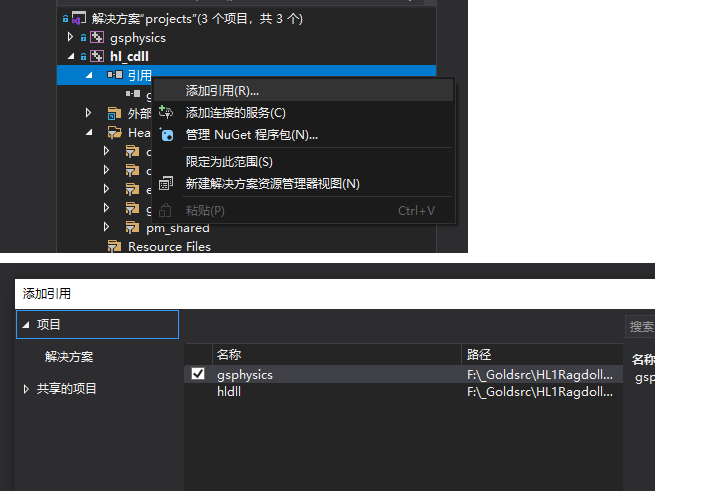 解决方案"projects"(3 个项目，共 3 个)
gsphysics
hl_cdll
引用
添加引用(R)...
添加连接的服务(C)
外部
管理 NuGet 程序包(N)...
Hea
限定为此范围(S)
新建解决方案资源管理器视图(N)
粘贴(P) Ctrl+V
pm_shared
Resource Files
添加引用
项目
搜索
解决方案
共享的项目
名称 路径
名称
gsphysics F:\_Goldsrc\HL1Ragdoll...
gsp
hldll F:\_Goldsrc\HL1Ragdoll...